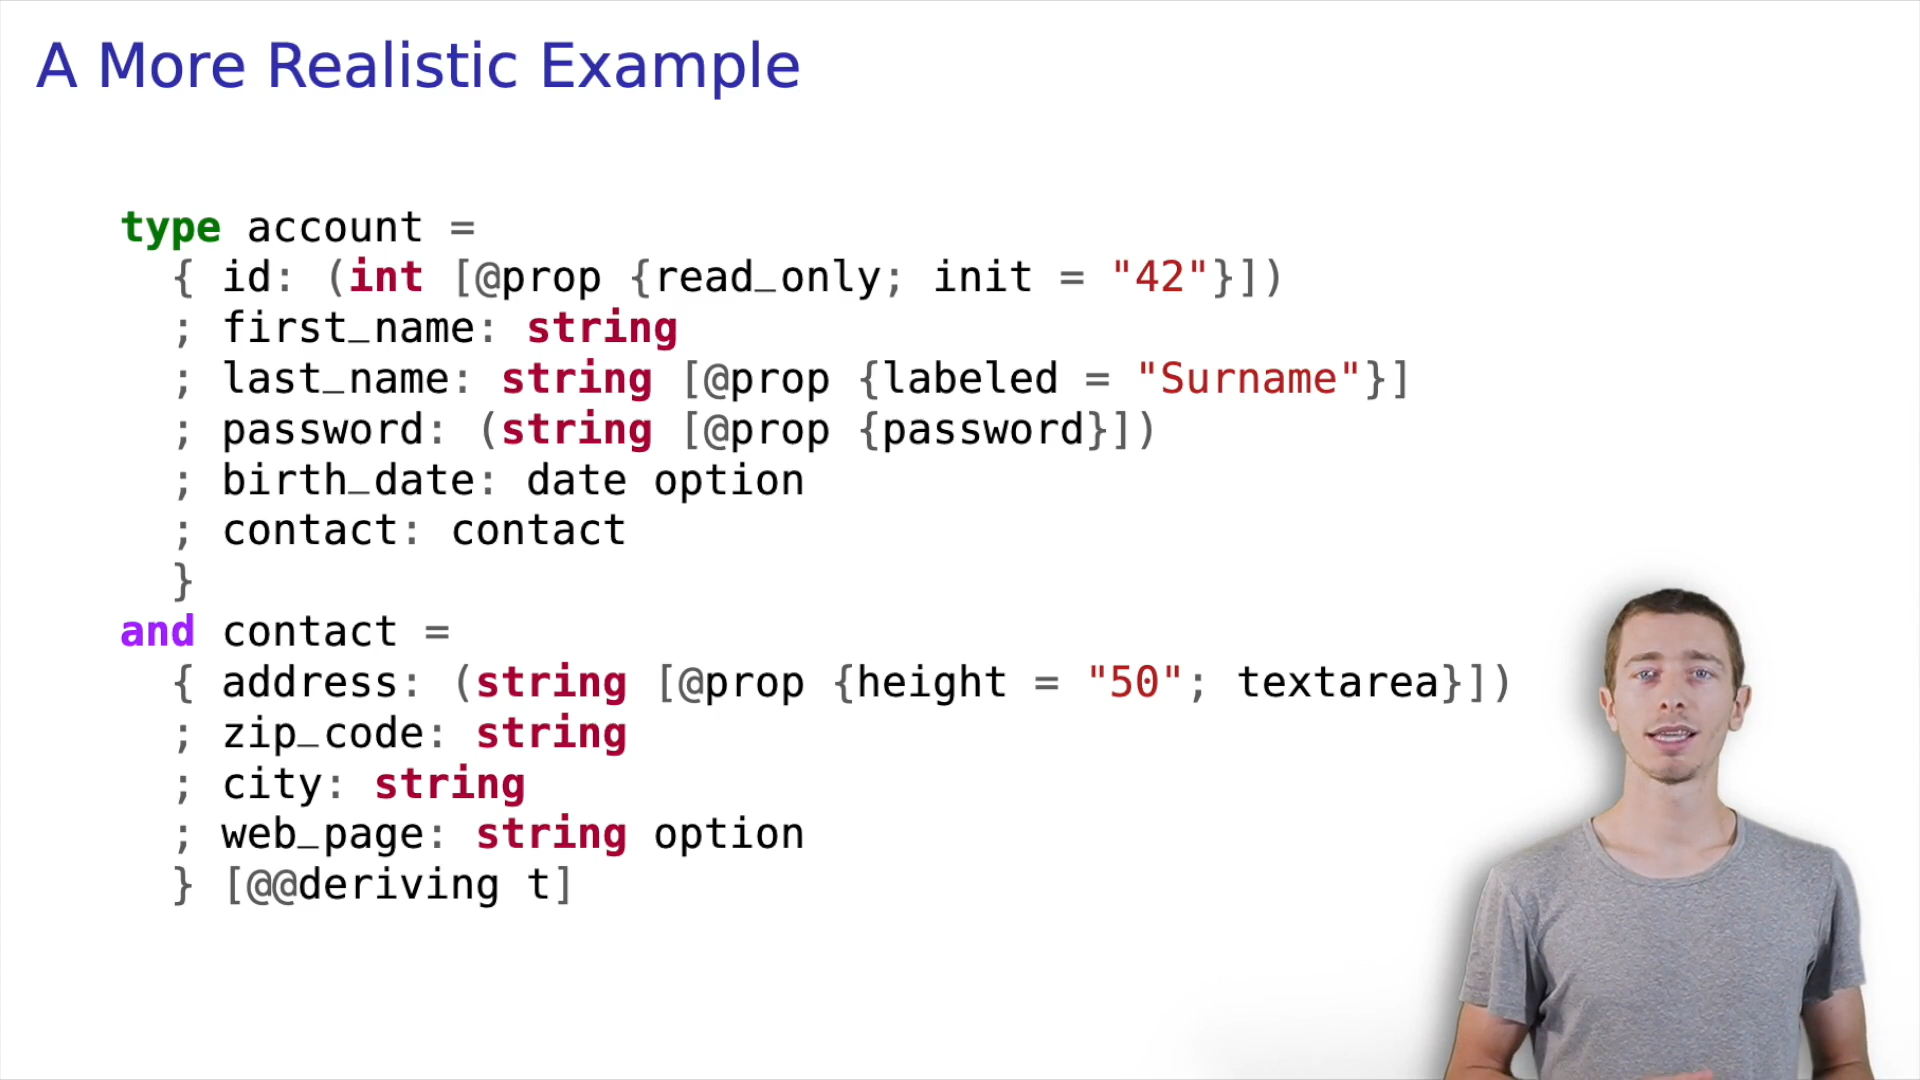 A More Realistic Example
type account =
{ id: (int [@prop {read_only; init = "42"}])
; first_name: string
; last_name: string [@prop {labeled = "Surname"}]
; password: (string [@prop {password}])
; birth_date: date option
; contact: contact
}
and contact =
{ address: (string [@prop {height = "50"; textarea}])
; zip_code: string
; city: string
; web_page: string option
} [@@deriving t]